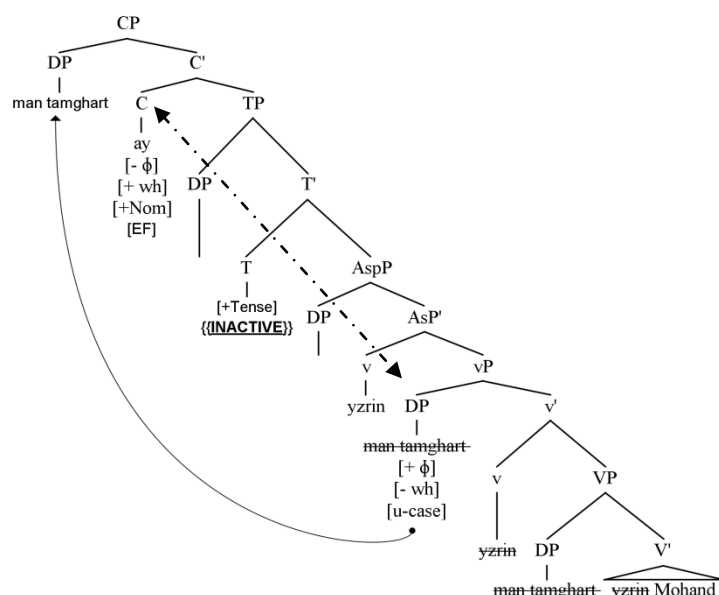 CP
DP C'
man tamghart C TP
ay
[- ϕ] DP T'
[+ wh]
[+Nom]
[EF]
T AspP
[+Tense] DP AsP'
{{INACTIVE}}
v vP
yzrin DP v'
man tamghart
[+ ϕ] v VP
[- wh]
[u-case]
yzrin DP V'
man tamghart yzrin Mohand